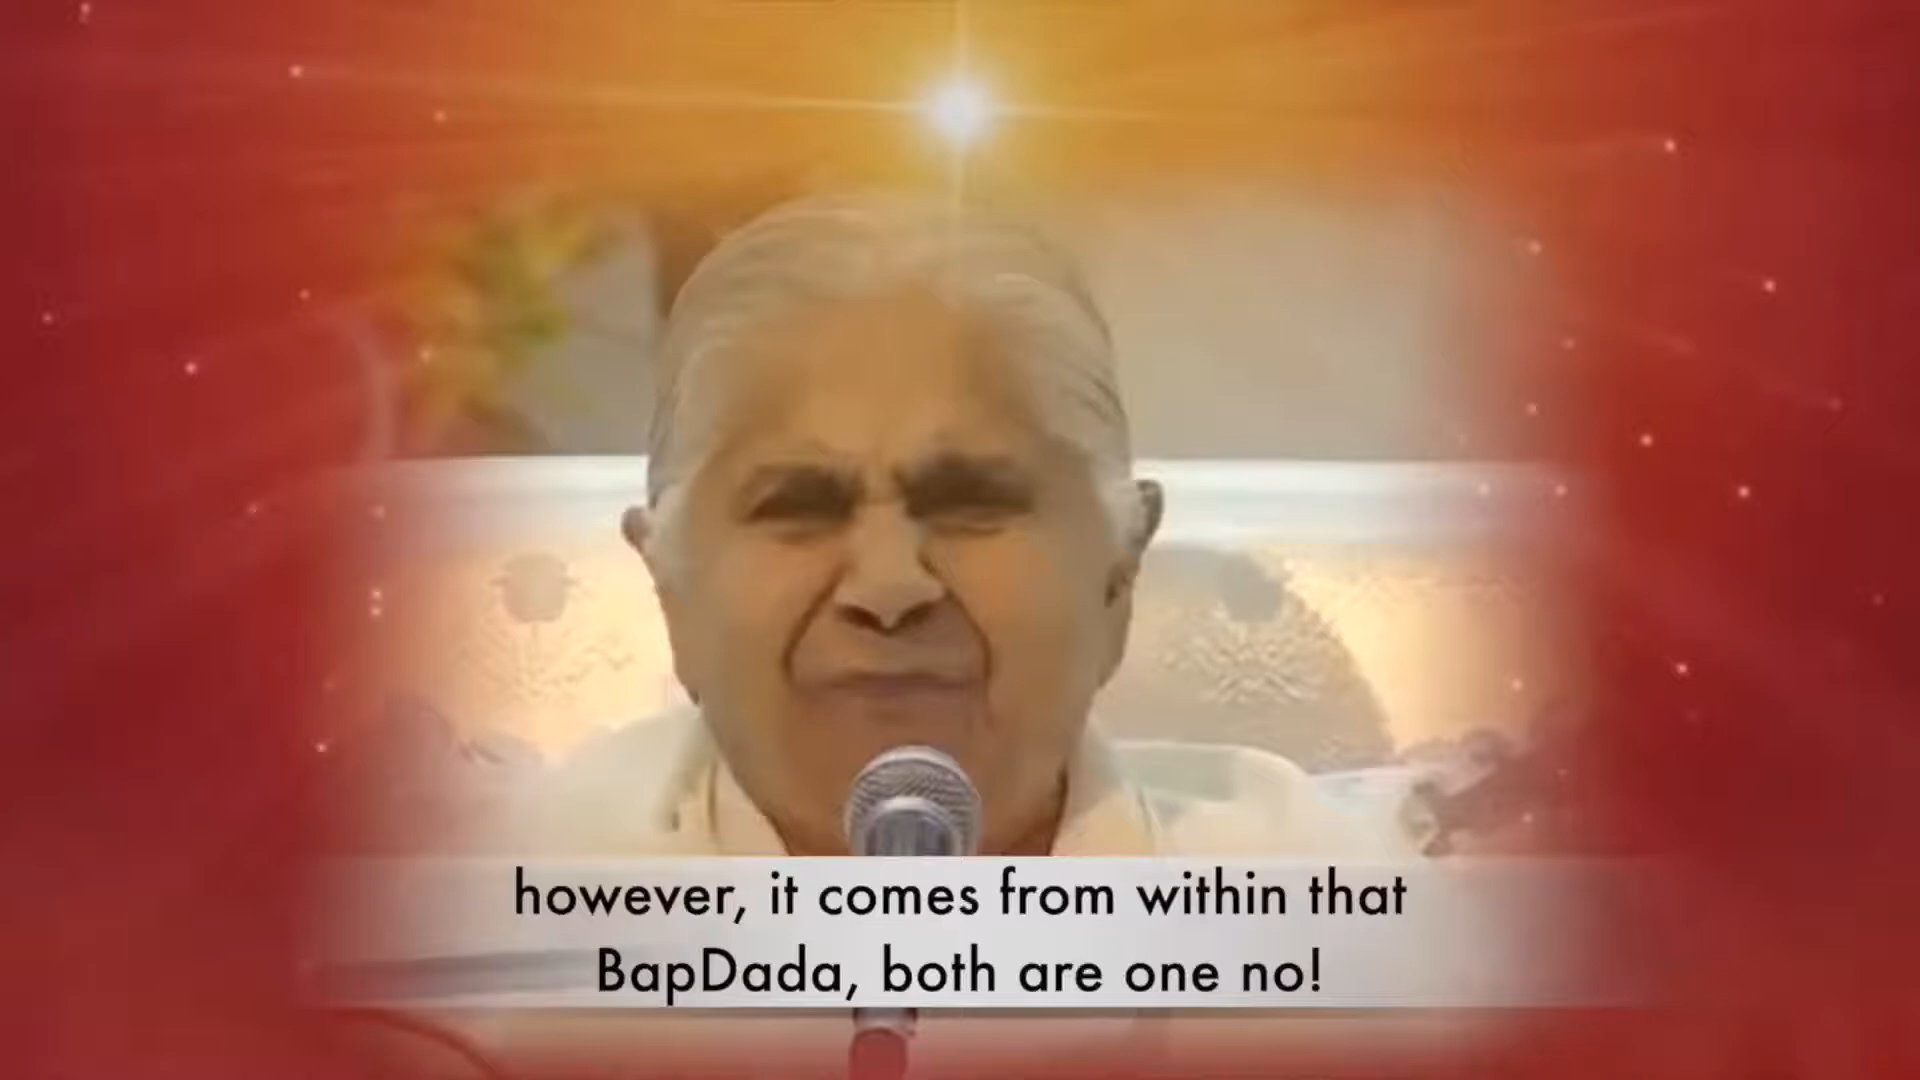 however, it comes from within that
BapDada, both are one no!